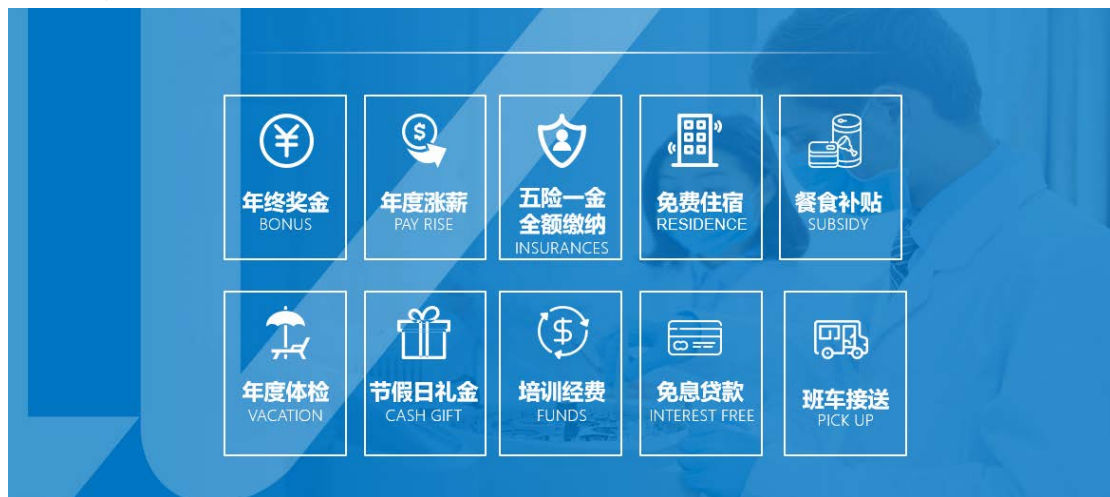 年终奖金
BONUS
年度涨薪
PAY RISE
五险一金
全额缴纳
INSURANCES
免费住宿
RESIDENCE
餐食补贴
SUBSIDY
年度体检
VACATION
节假日礼金
CASH GIFT
培训经费
FUNDS
免息贷款
INTEREST FREE
班车接送
PICK UP